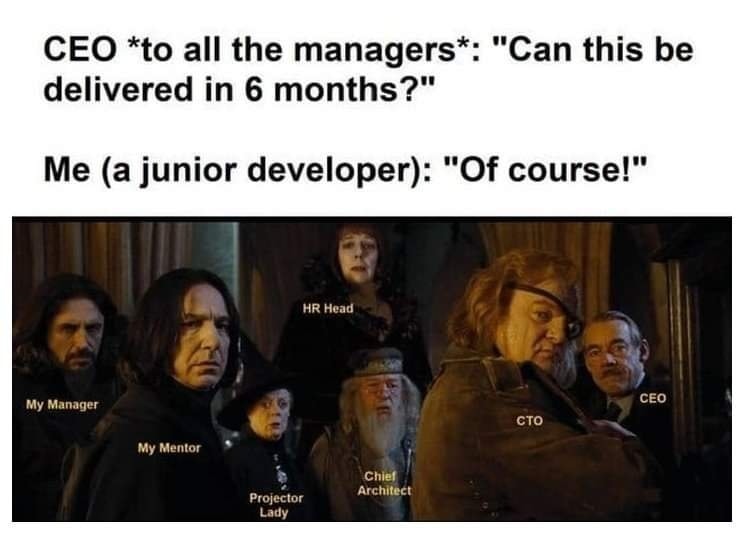 CEO *to all the managers*: "Can this be
delivered in 6 months?"
Me (a junior developer): "Of course!"
HR Head
My Manager
CEO
CTO
My Mentor
Chief
Architect
Projector
Lady